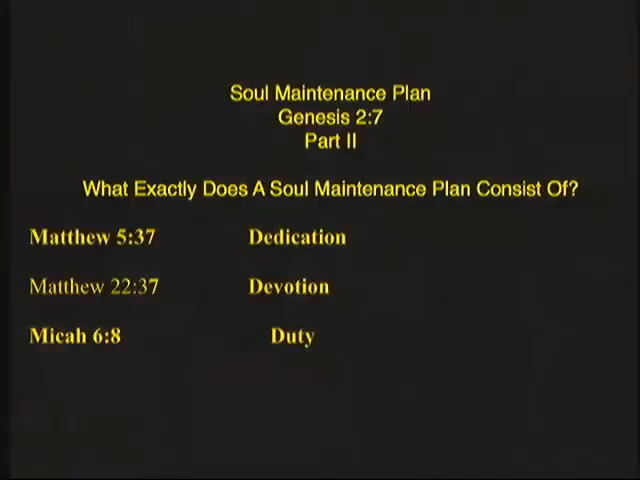 Soul Maintenance Plan
Genesis 2:7
Part II
What Exactly Does A Soul Maintenance Plan Consist Of?
Matthew 5:37 Dedication
Matthew 22:37 Devotion
Micah 6:8 Duty